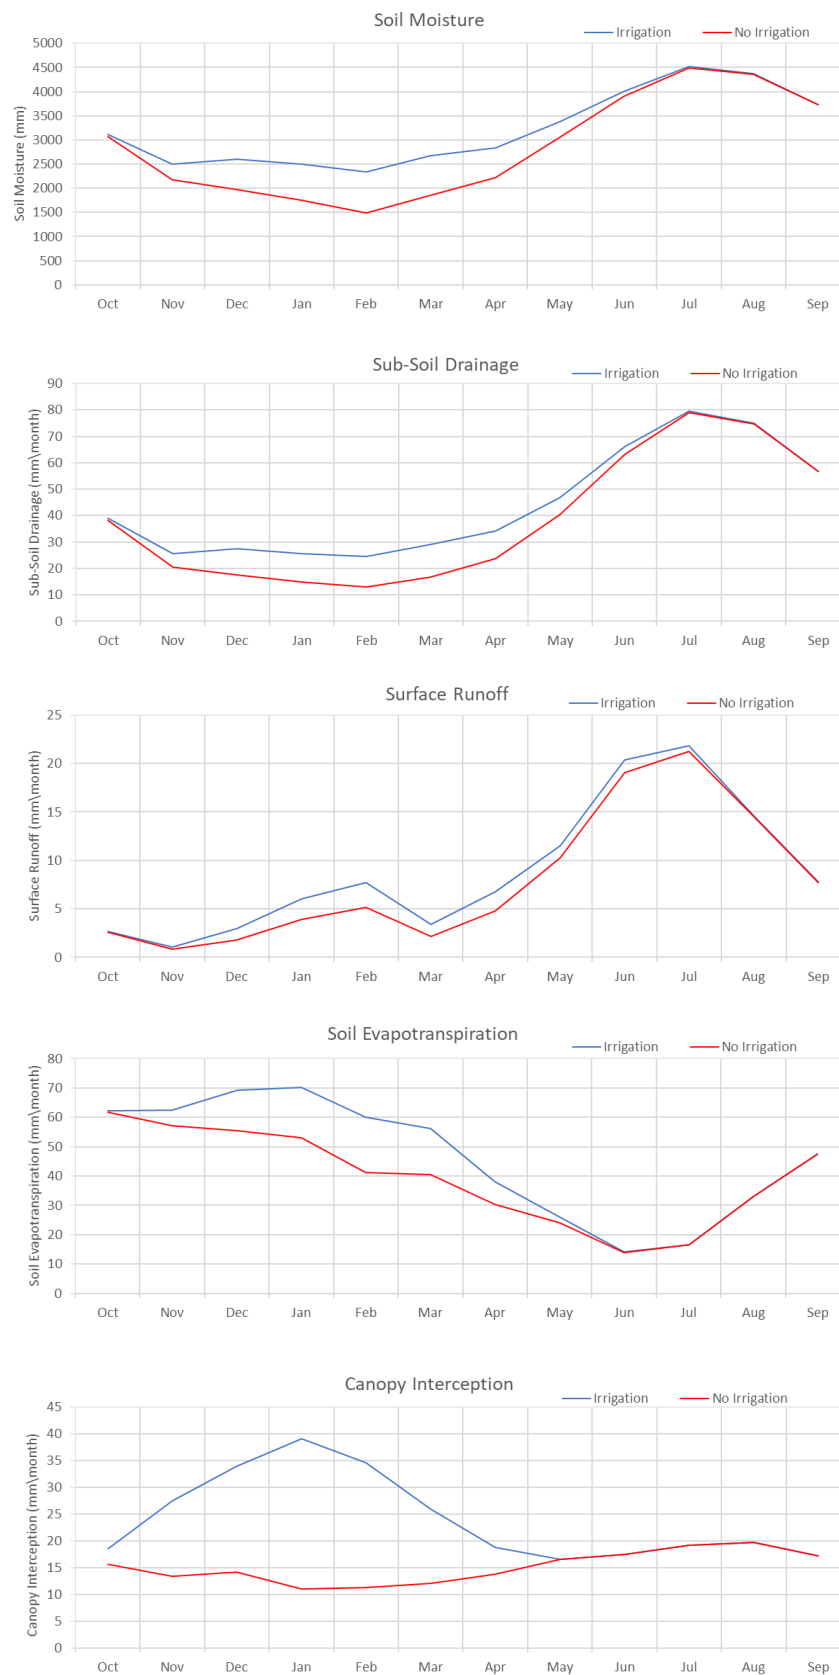 Soil Moisture
Irrigation No Irrigation
Soil Moisture (mm)
5000
4500
4000
3500
3000
2500
2000
1500
1000
500
0
Oct Nov Dec Jan Feb Mar Apr May Jun Jul Aug Sep
Sub-Soil Drainage
Irrigation No Irrigation
Sub-Soil Drainage (mm\month)
90
80
70
60
50
40
30
20
10
0
Oct Nov Dec Jan Feb Mar Apr May Jun Jul Aug Sep
Surface Runoff
Irrigation No Irrigation
Surface Runoff (mm\month)
25
20
15
10
5
0
Oct Nov Dec Jan Feb Mar Apr May Jun Jul Aug Sep
Soil Evapotranspiration
Irrigation No Irrigation
Soil Evapotranspiration (mm\month)
80
70
60
50
40
30
20
10
0
Oct Nov Dec Jan Feb Mar Apr May Jun Jul Aug Sep
Canopy Interception
Irrigation No Irrigation
Canopy Interception (mm\month)
45
40
35
30
25
20
15
10
5
0
Oct Nov Dec Jan Feb Mar Apr May Jun Jul Aug Sep